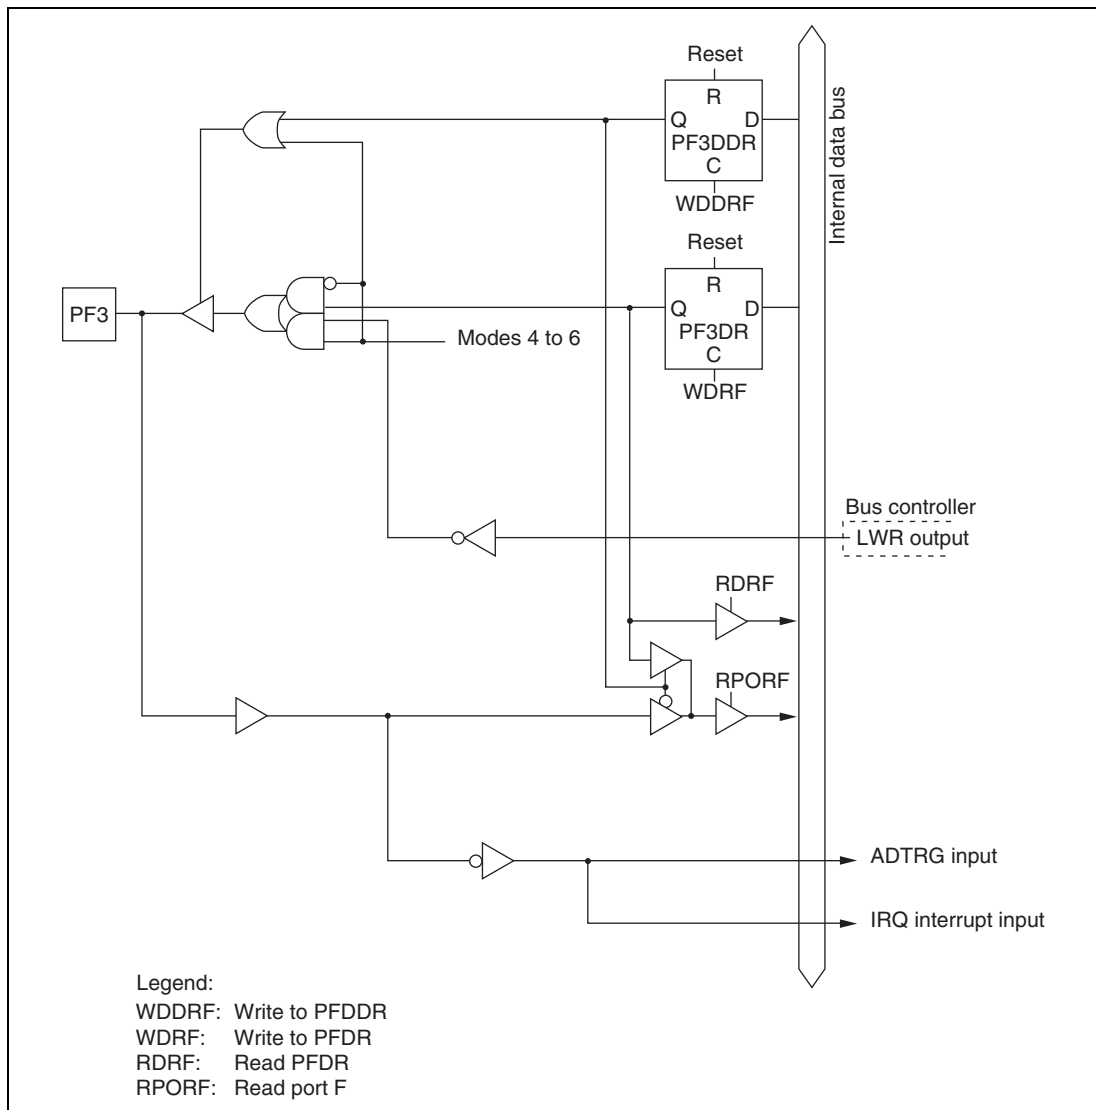 Reset
R
Q D
PF3DDR
C
WDDRF
Internal data bus
Reset
R
Q D
PF3DR
C
WDRF
PF3
Modes 4 to 6
Bus controller
LWR output
RDRF
RPORF
ADTRG input
IRQ interrupt input
Legend:
WDDRF: Write to PFDDR
WDRF: Write to PFDR
RDRF: Read PFDR
RPORF: Read port F